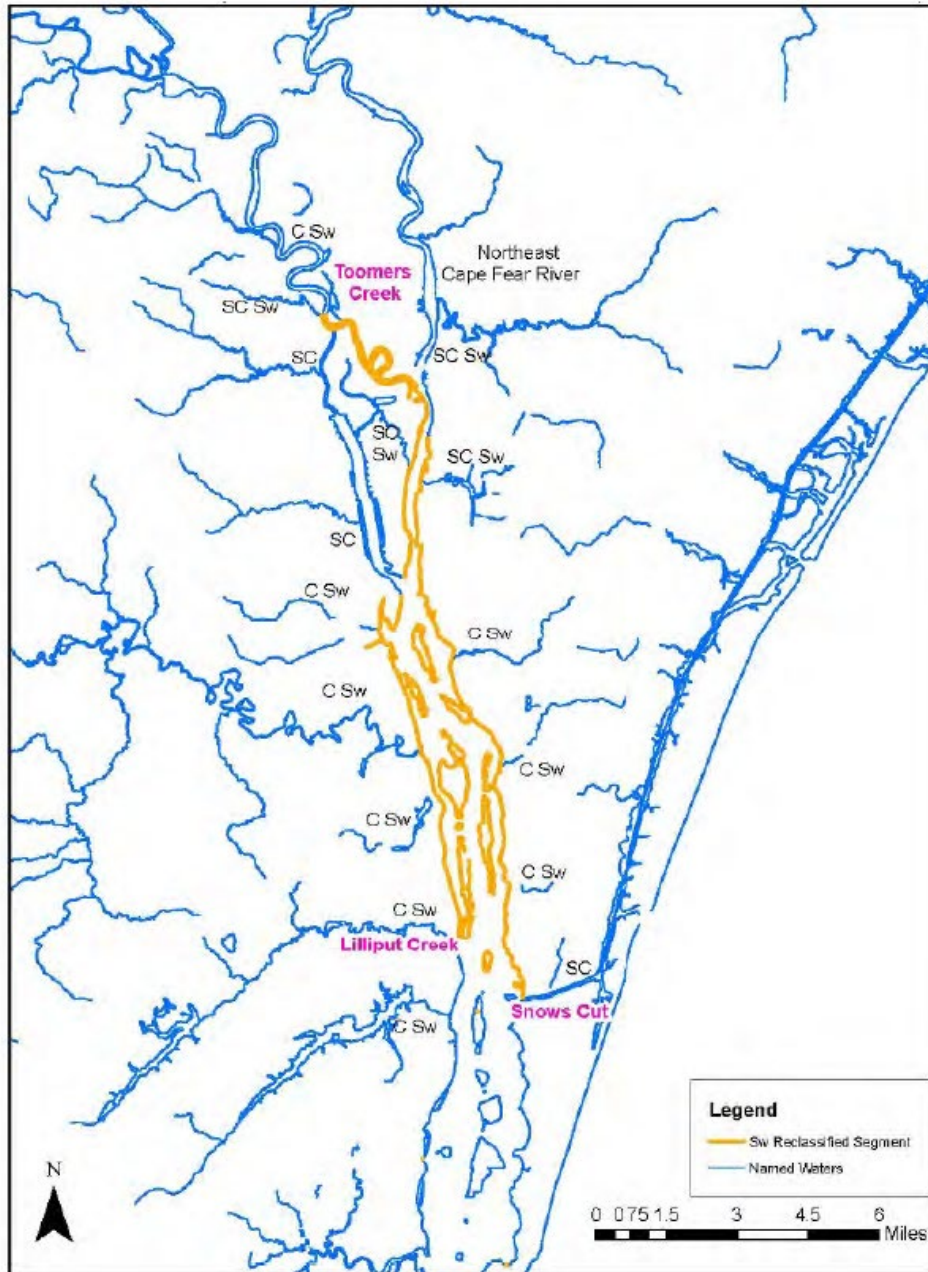 C Sw
Northeast
Cape Fear River
Toomers
Creek
SC Sw
SC
SC Sw
SC
Sw
SC Sw
SC
C Sw
C Sw
C Sw
C Sw
C Sw
C Sw
C Sw
Lilliput Creek
SC
Snows Cut
C Sw
Legend
Sw Reclassified Segment
Named Waters
N
0 075 1.5 3 4.5 6
Miles